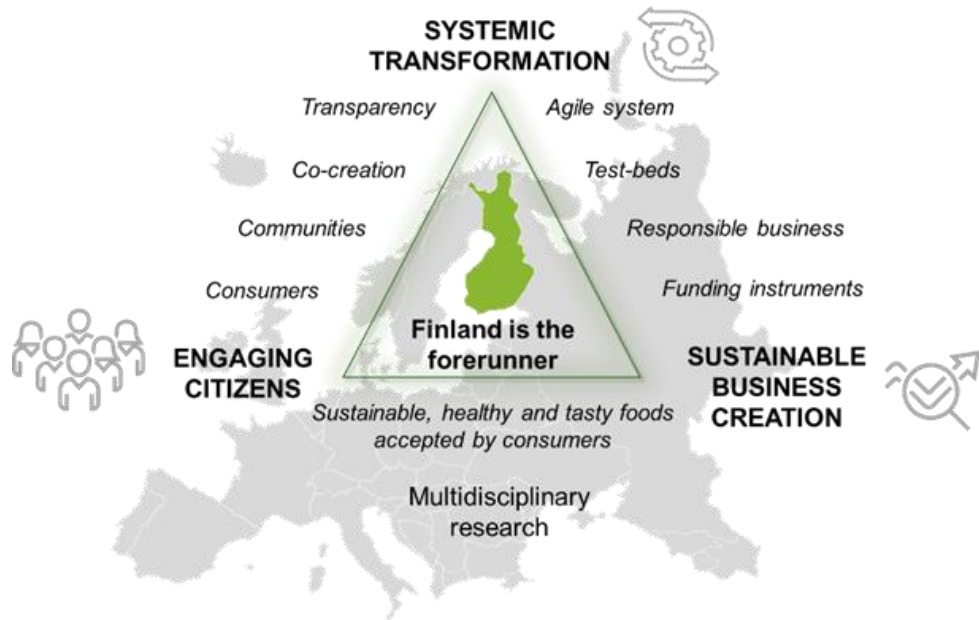 SYSTEMIC
TRANSFORMATION
Transparency
Agile system
Co-creation
Test-beds
Communities
Responsible business
Consumers
Funding instruments
Finland is the
forerunner
ENGAGING
CITIZENS
SUSTAINABLE
BUSINESS
CREATION
Sustainable, healthy and tasty foods
accepted by consumers
Multidisciplinary
research